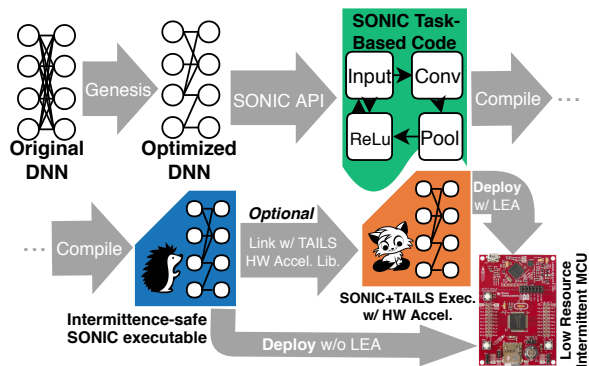 SONIC Task-
Based Code
Input
Conv
ReLu
Pool
Genesis
SONIC API
Compile
...
Original
DNN
Optimized
DNN
... Compile
Optional
Link w/ TAILS
HW Accel. Lib.
Deploy
w/ LEA
Intermittence-safe
SONIC executable
SONIC+TAILS Exec.
w/ HW Accel.
Deploy w/o LEA
Low Resource
Intermittent MCU